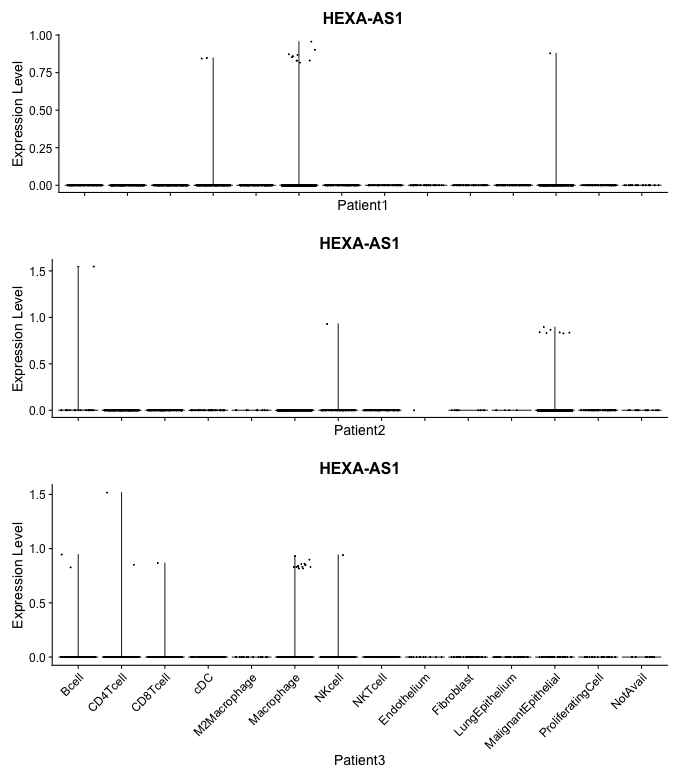 HEXA-AS1
Expression Level
1.00
0.75
0.50
0.25
0.00
Patient1
HEXA-AS1
Expression Level
1.5
1.0
0.5
0.0
Patient2
HEXA-AS1
Expression Level
1.5
1.0
0.5
0.0
Bcell
CD4Tcell
CD8Tcell
cDC
M2Macrophage
Macrophage
NKcell
NKTcell
Endothelium
Fibroblast
LungEpithelium
MalignantEpithelial
ProliferatingCell
NotAvail
Patient3